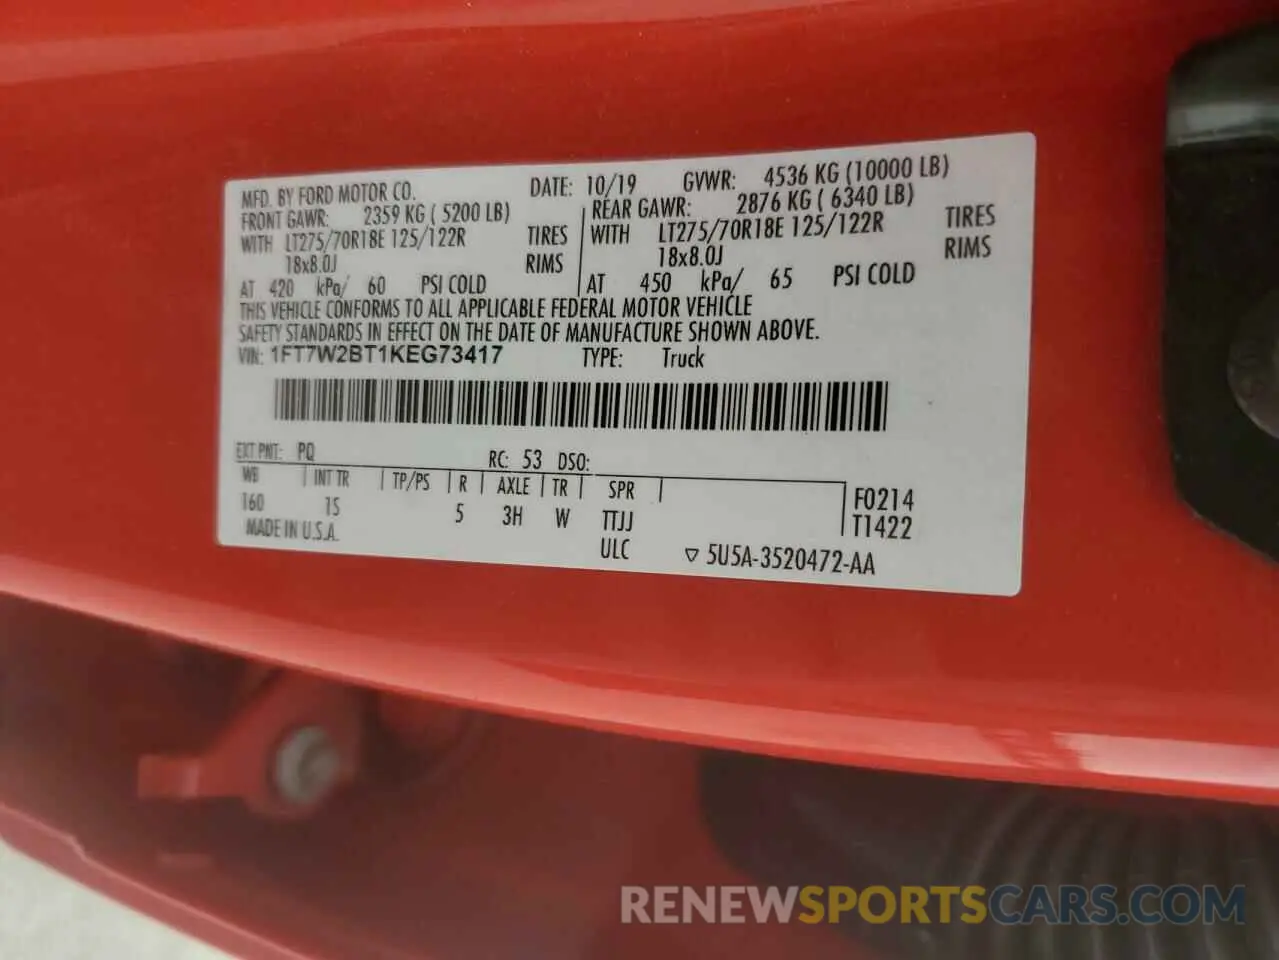 MFD. BY FORD MOTOR CO. DATE: 10/19 GVWR: 4536 KG (10000 LB)
FRONT GAWR: 2359 KG ( 5200 LB) REAR GAWR: 2876 KG ( 6340 LB)
WITH LT275/70R18E 125/122R TIRES WITH LT275/70R18E 125/122R TIRES
18x8.0J RIMS 18x8.0J RIMS
AT 420 kPa/ 60 PSI COLD AT 450 kPa/ 65 PSI COLD
THIS VEHICLE CONFORMS TO ALL APPLICABLE FEDERAL MOTOR VEHICLE
SAFETY STANDARDS IN EFFECT ON THE DATE OF MANUFACTURE SHOWN ABOVE.
VIN: 1FT7W2BT1KEG73417 TYPE: Truck
EXT PNT: PQ RC: 53 DSO:
WB INT TR TP/PS R AXLE TR SPR F0214
160 1S 5 3H W TTJJ T1422
MADE IN U.S.A. ULC ▽ 5U5A-3520472-AA
RENEWSPORTSCARS.COM